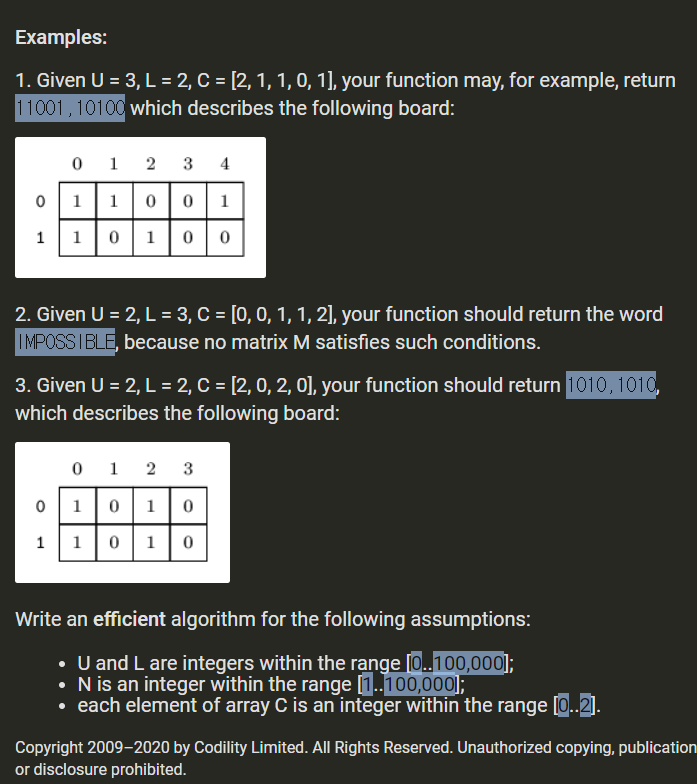 Examples:
1. Given U = 3, L = 2, C = [2, 1, 1, 0, 1], your function may, for example, return
11001,10100 which describes the following board:
0 1 2 3 4
0 1 1 0 0 1
1 1 0 1 0 0
2. Given U = 2, L = 3, C = [0, 0, 1, 1, 2], your function should return the word
IMPOSSIBLE, because no matrix M satisfies such conditions.
3. Given U = 2, L = 2, C = [2, 0, 2, 0], your function should return 1010,1010,
which describes the following board:
0 1 2 3
0 1 0 1 0
1 1 0 1 0
Write an efficient algorithm for the following assumptions:
• U and L are integers within the range [0..100,000];
• N is an integer within the range [1..100,000];
• each element of array C is an integer within the range [0..2].
Copyright 2009–2020 by Codility Limited. All Rights Reserved. Unauthorized copying, publication
or disclosure prohibited.